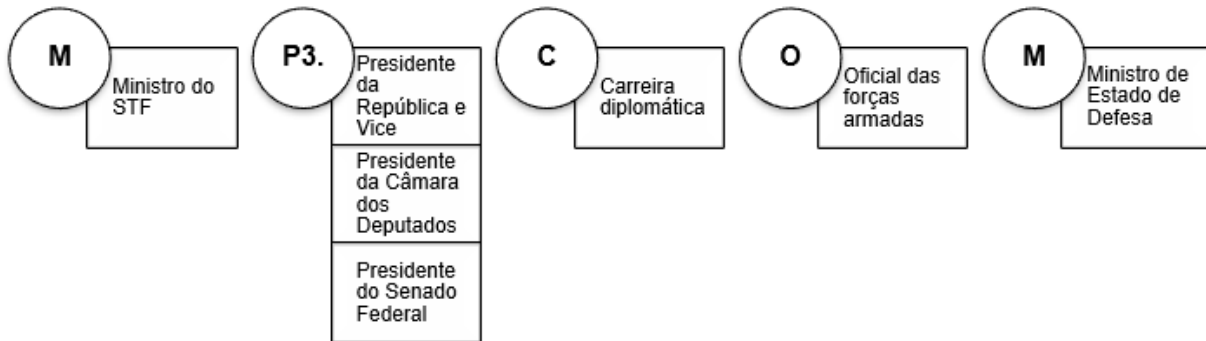 M
Ministro do
STF
P3.
Presidente
da
República e
Vice
Presidente
da Câmara
dos
Deputados
Presidente
do Senado
Federal
C
Carreira
diplomática
O
Oficial das
forças
armadas
M
Ministro de
Estado de
Defesa